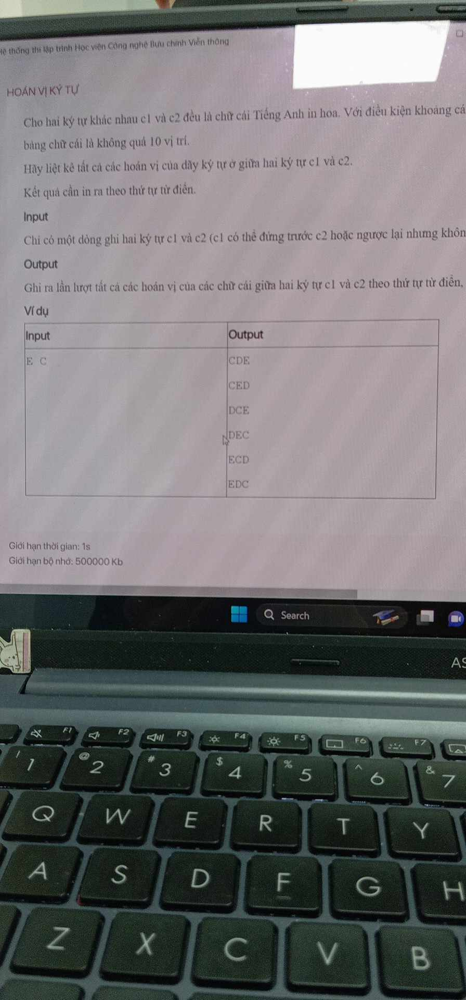 Hệ thống thi lập trình Học viện Công nghệ Bưu chính Viễn thông
HOÁN VỊ KÝ TỰ
Cho hai ký tự khác nhau c1 và c2 đều là chữ cái Tiếng Anh in hoa. Với điều kiện khoảng cá
bảng chữ cái là không quá 10 vị trí.
Hãy liệt kê tất cả các hoán vị của dãy ký tự ở giữa hai ký tự c1 và c2.
Kết quả cần in ra theo thứ tự từ điển.
Input
Chỉ có một dòng ghi hai ký tự c1 và c2 (c1 có thể đứng trước c2 hoặc ngược lại nhưng khôn
Output
Ghi ra lần lượt tất cả các hoán vị của các chữ cái giữa hai ký tự c1 và c2 theo thứ tự từ điển,
Ví dụ
Input Output
E C CDE
CED
DCE
DEC
ECD
EDC
Giới hạn thời gian: 1s
Giới hạn bộ nhớ: 500000 Kb
Search
AS
F1 F2 F3 F4 F5 F6 F7
! 1 @ 2 # 3 $ 4 % 5 ^ 6 & 7
Q W E R T Y
A S D F G H
Z X C V B